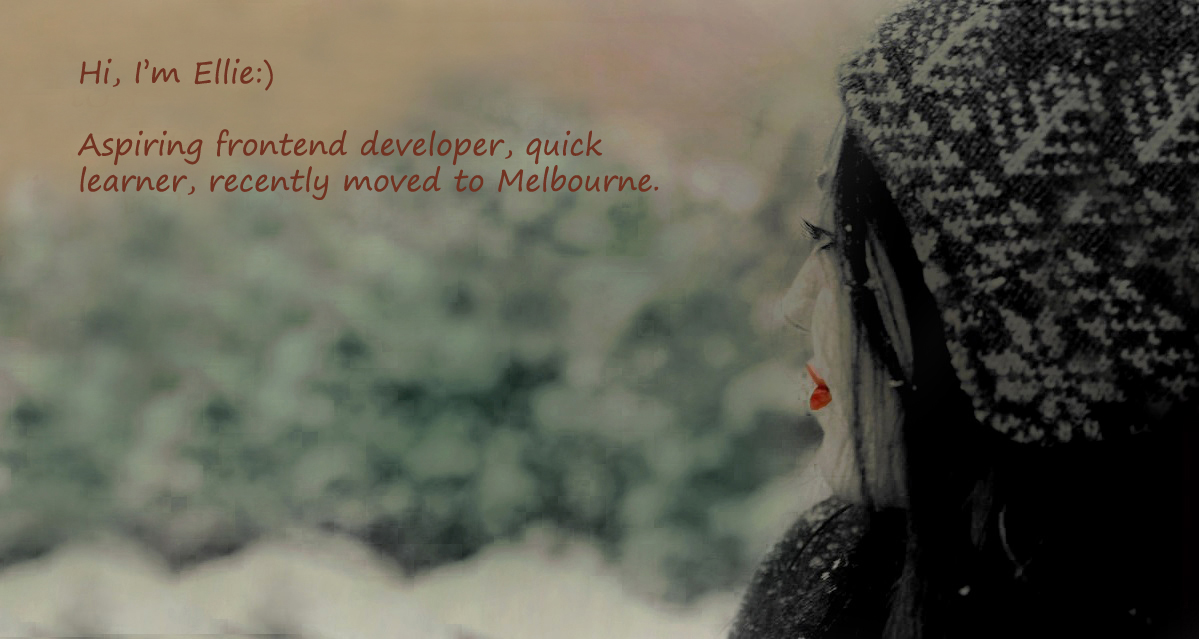 Hi, I'm Ellie:)
Aspiring frontend developer, quick
learner, recently moved to Melbourne.